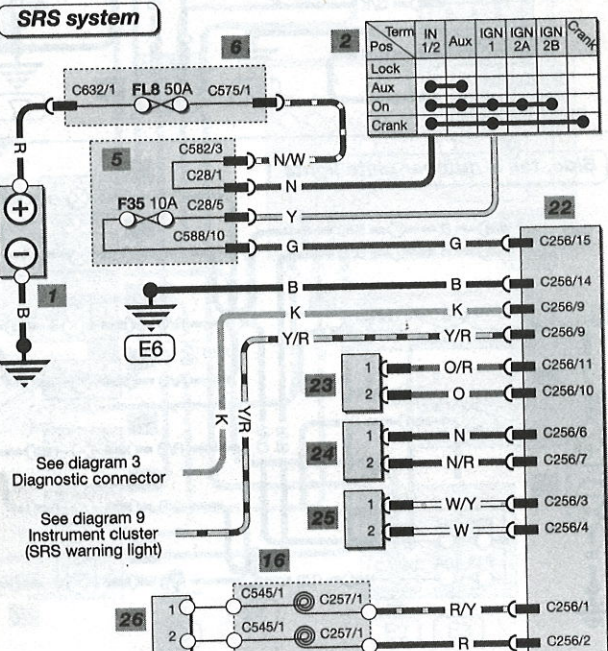 SRS system
6
2
Term
Pos
IN 1/2
Aux
IGN 1
IGN 2A
IGN 2B
Crank
Lock
Aux
On
Crank
C632/1
FL8 50A
C575/1
R
5
C582/3
N/W
C28/1
N
F35 10A
C28/5
Y
C588/10
G
G
C256/15
22
+
−
1
B
B
B
C256/14
E6
K
K
C256/9
Y/R
Y/R
C256/9
23
1
O/R
C256/11
2
O
C256/10
K
Y/R
24
1
N
C256/6
2
N/R
C256/7
See diagram 3
Diagnostic connector
25
1
W/Y
C256/3
2
W
C256/4
See diagram 9
Instrument cluster
(SRS warning light)
16
26
1
C545/1
C257/1
R/Y
C256/1
2
C545/1
C257/1
R
C256/2